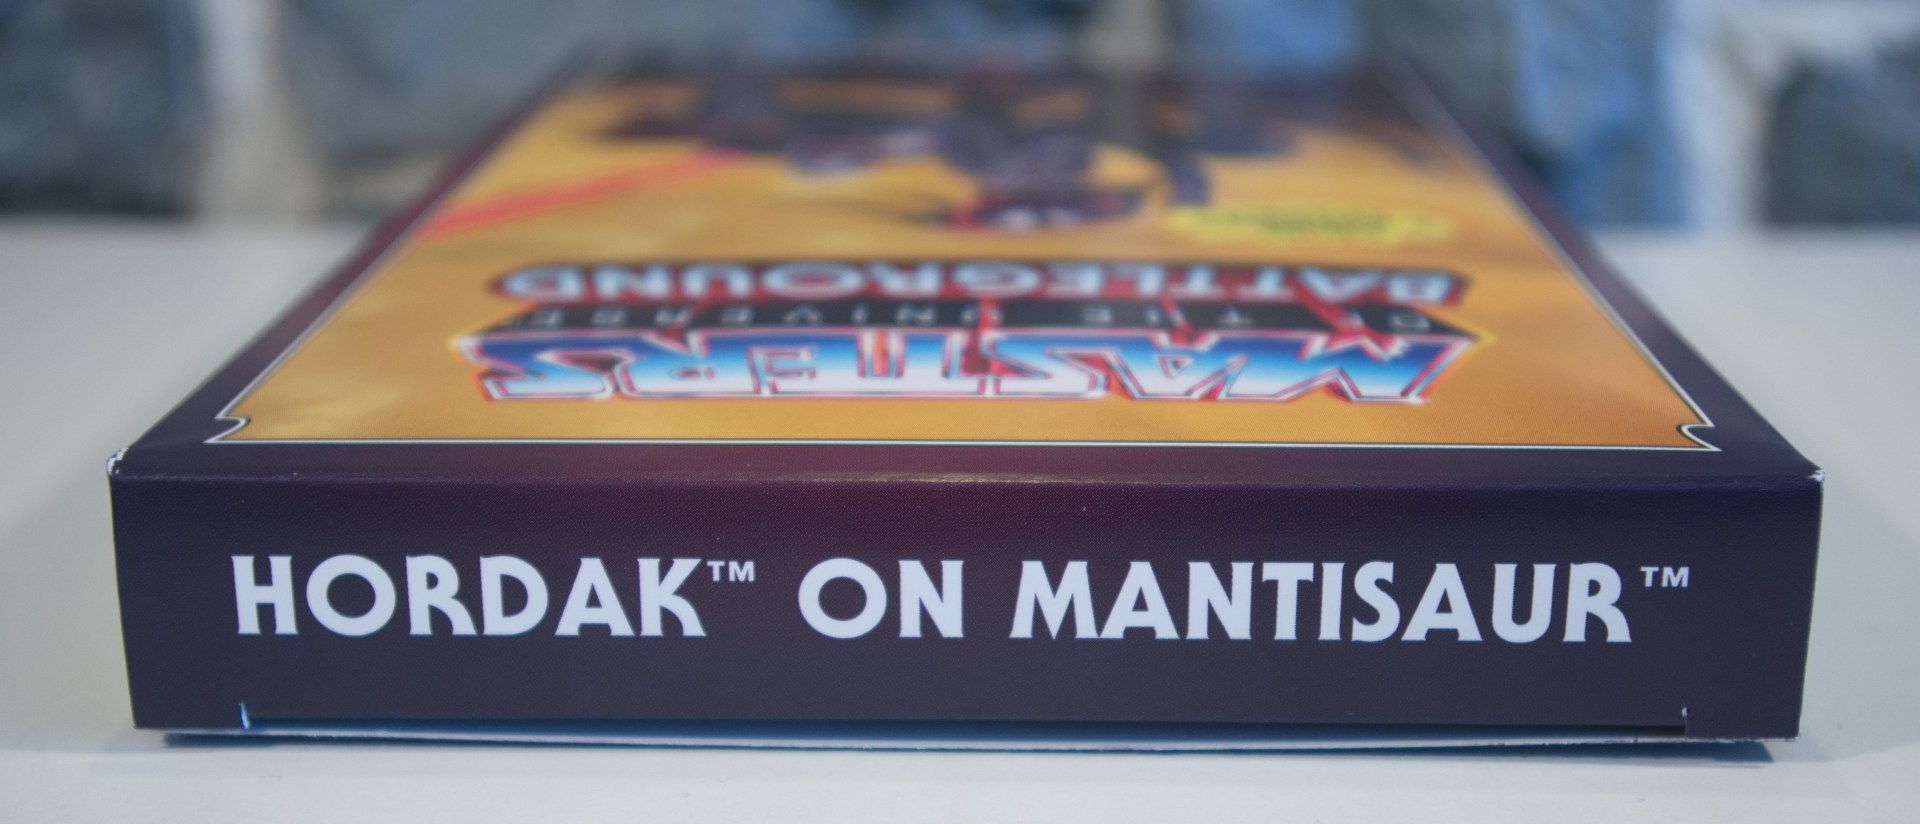 MASTERS
OF THE UNIVERSE
BATTLEGROUND
HORDAK™ ON MANTISAUR™